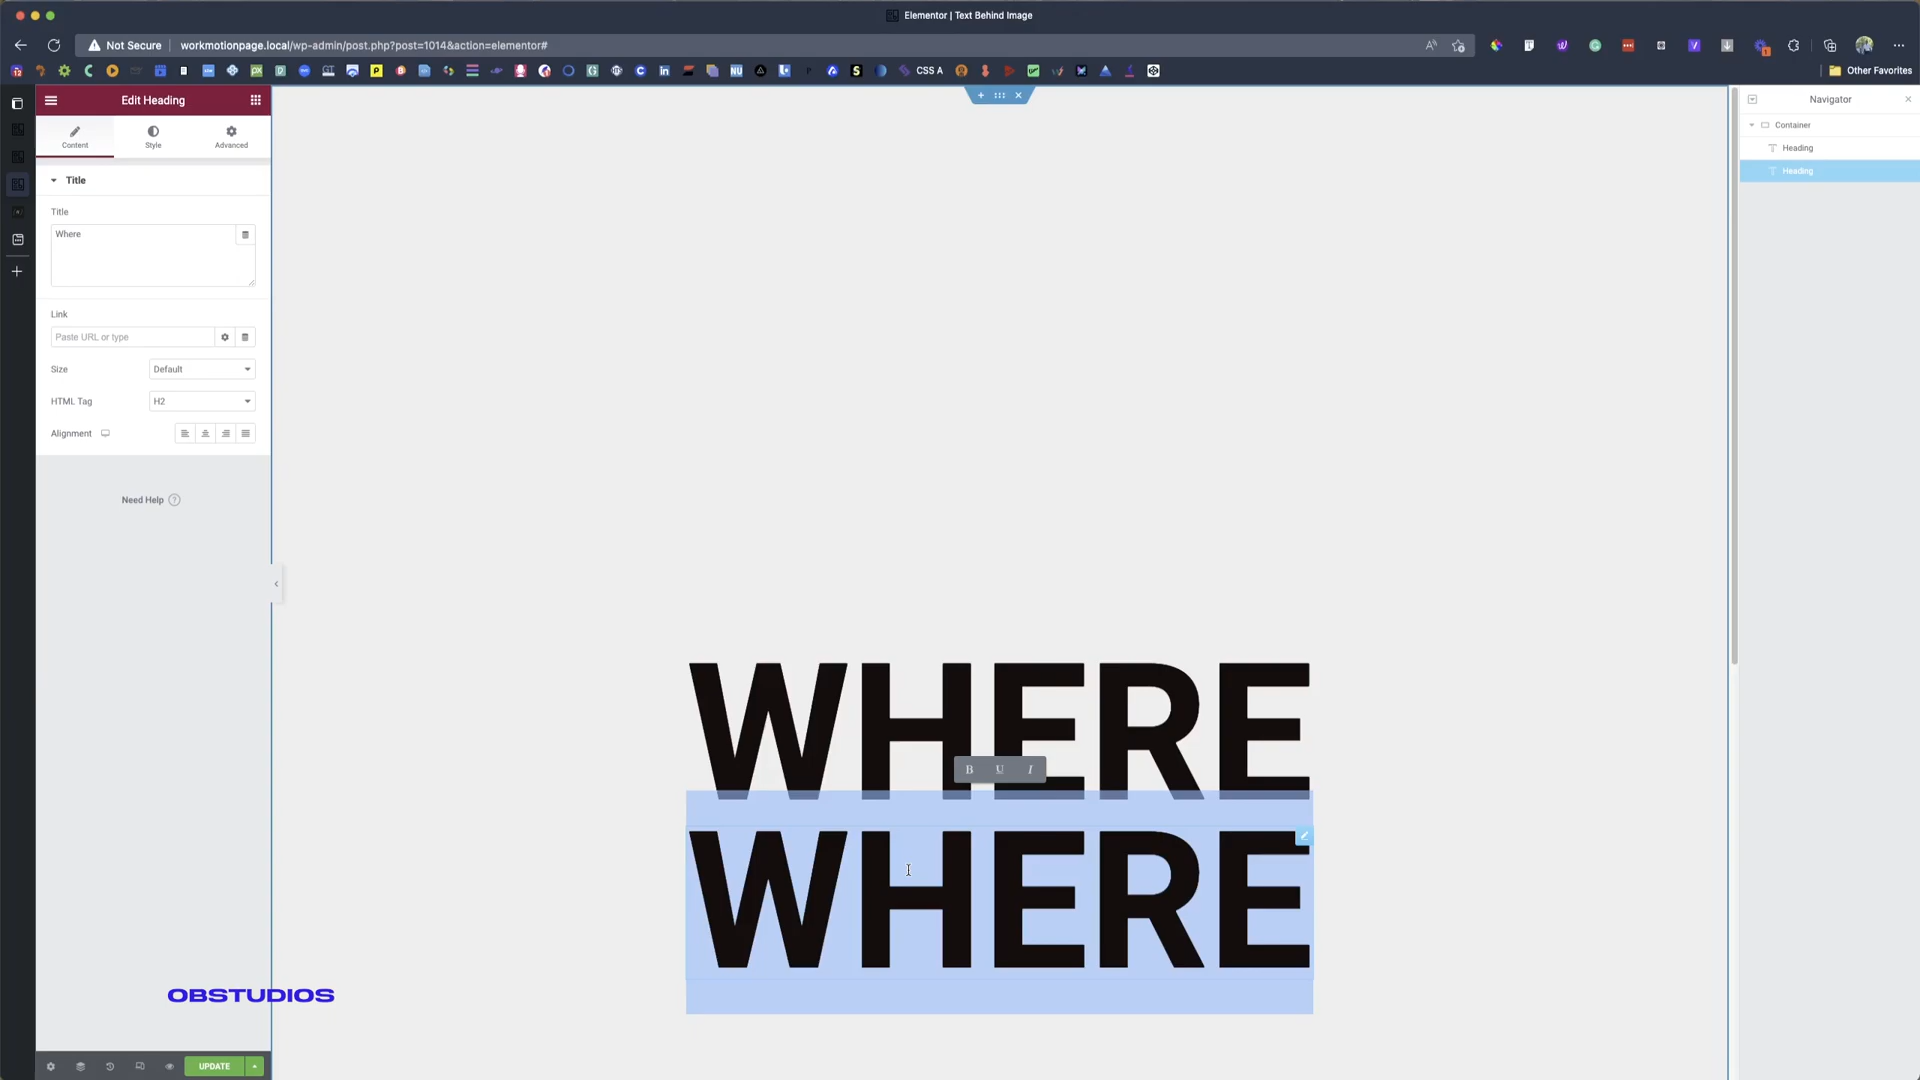 Elementor | Text Behind Image
Not Secure
workmotionpage.local/wp-admin/post.php?post=1014&action=elementor#
CSS A
Other Favorites
Edit Heading
Navigator
Container
Heading
Heading
Content
Style
Advanced
Title
Title
Where
Link
Paste URL or type
Size
Default
HTML Tag
H2
Alignment
Need Help ?
WHERE
B U I
WHERE
OBSTUDIOS
UPDATE